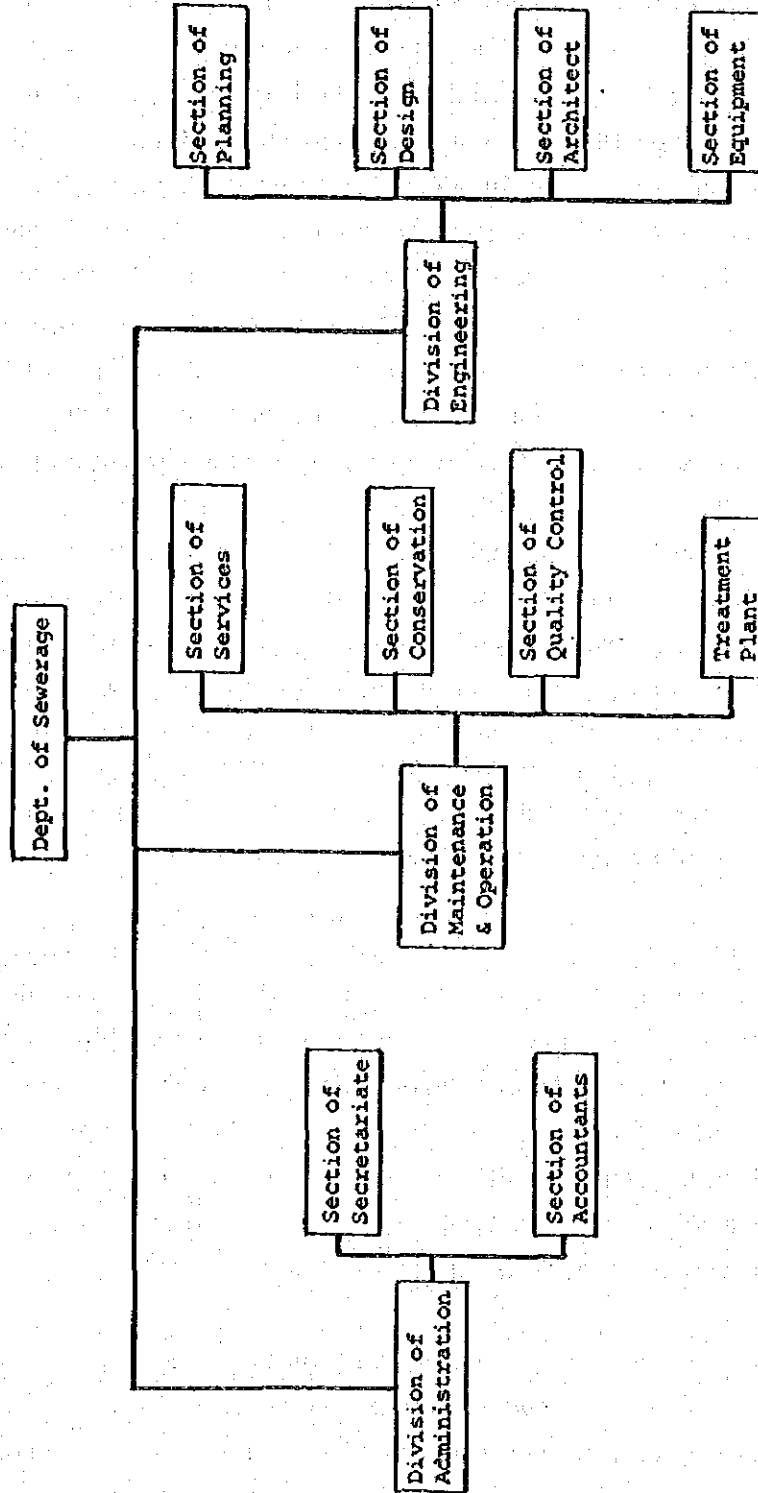 Dept. of Sewerage
Division of
Administration
Section of
Secretariate
Section of
Accountants
Division of
Maintenance
& Operation
Section of
Services
Section of
Conservation
Section of
Quality Control
Treatment
Plant
Division of
Engineering
Section of
Planning
Section of
Design
Section of
Architect
Section of
Equipment